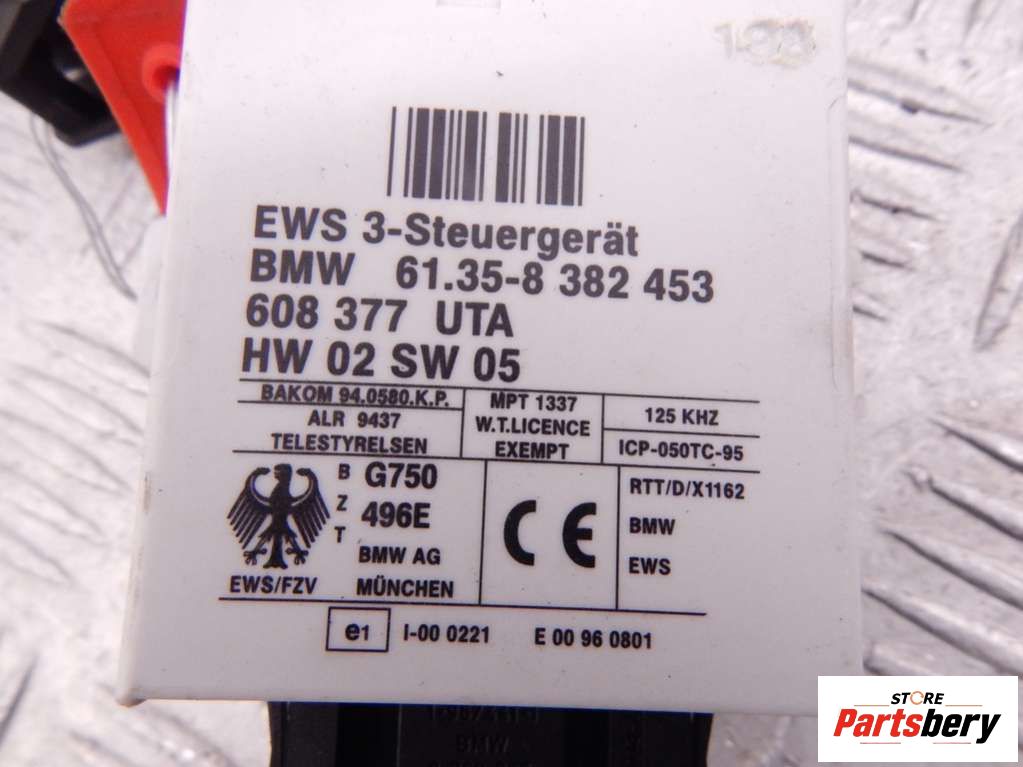 EWS 3-Steuergerät
BMW 61.35-8 382 453
608 377 UTA
HW 02 SW 05
BAKOM 94.0580.K.P.
ALR 9437
TELESTYRELSEN
MPT 1337
W.T.LICENCE
EXEMPT
125 KHZ
ICP-050TC-95
B Z T
G750
496E
BMW AG
MÜNCHEN
EWS/FZV
CE
RTT/D/X1162
BMW
EWS
e1 I-00 0221 E 00 96 0801
BMW
STORE
Partsbery